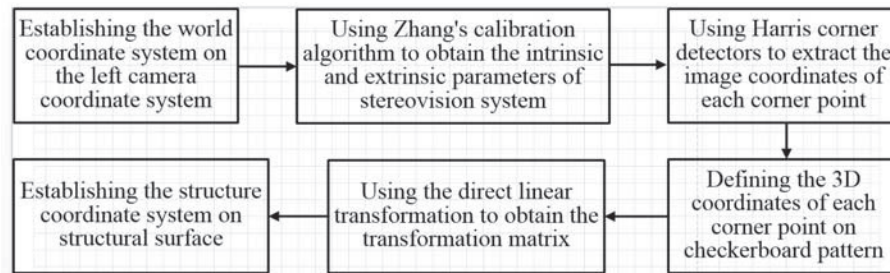 Establishing the world
coordinate system on
the left camera
coordinate system
Using Zhang's calibration
algorithm to obtain the intrinsic
and extrinsic parameters of
stereovision system
Using Harris corner
detectors to extract the
image coordinates of
each corner point
Defining the 3D
coordinates of each
corner point on
checkerboard pattern
Using the direct linear
transformation to obtain the
transformation matrix
Establishing the structure
coordinate system on
structural surface